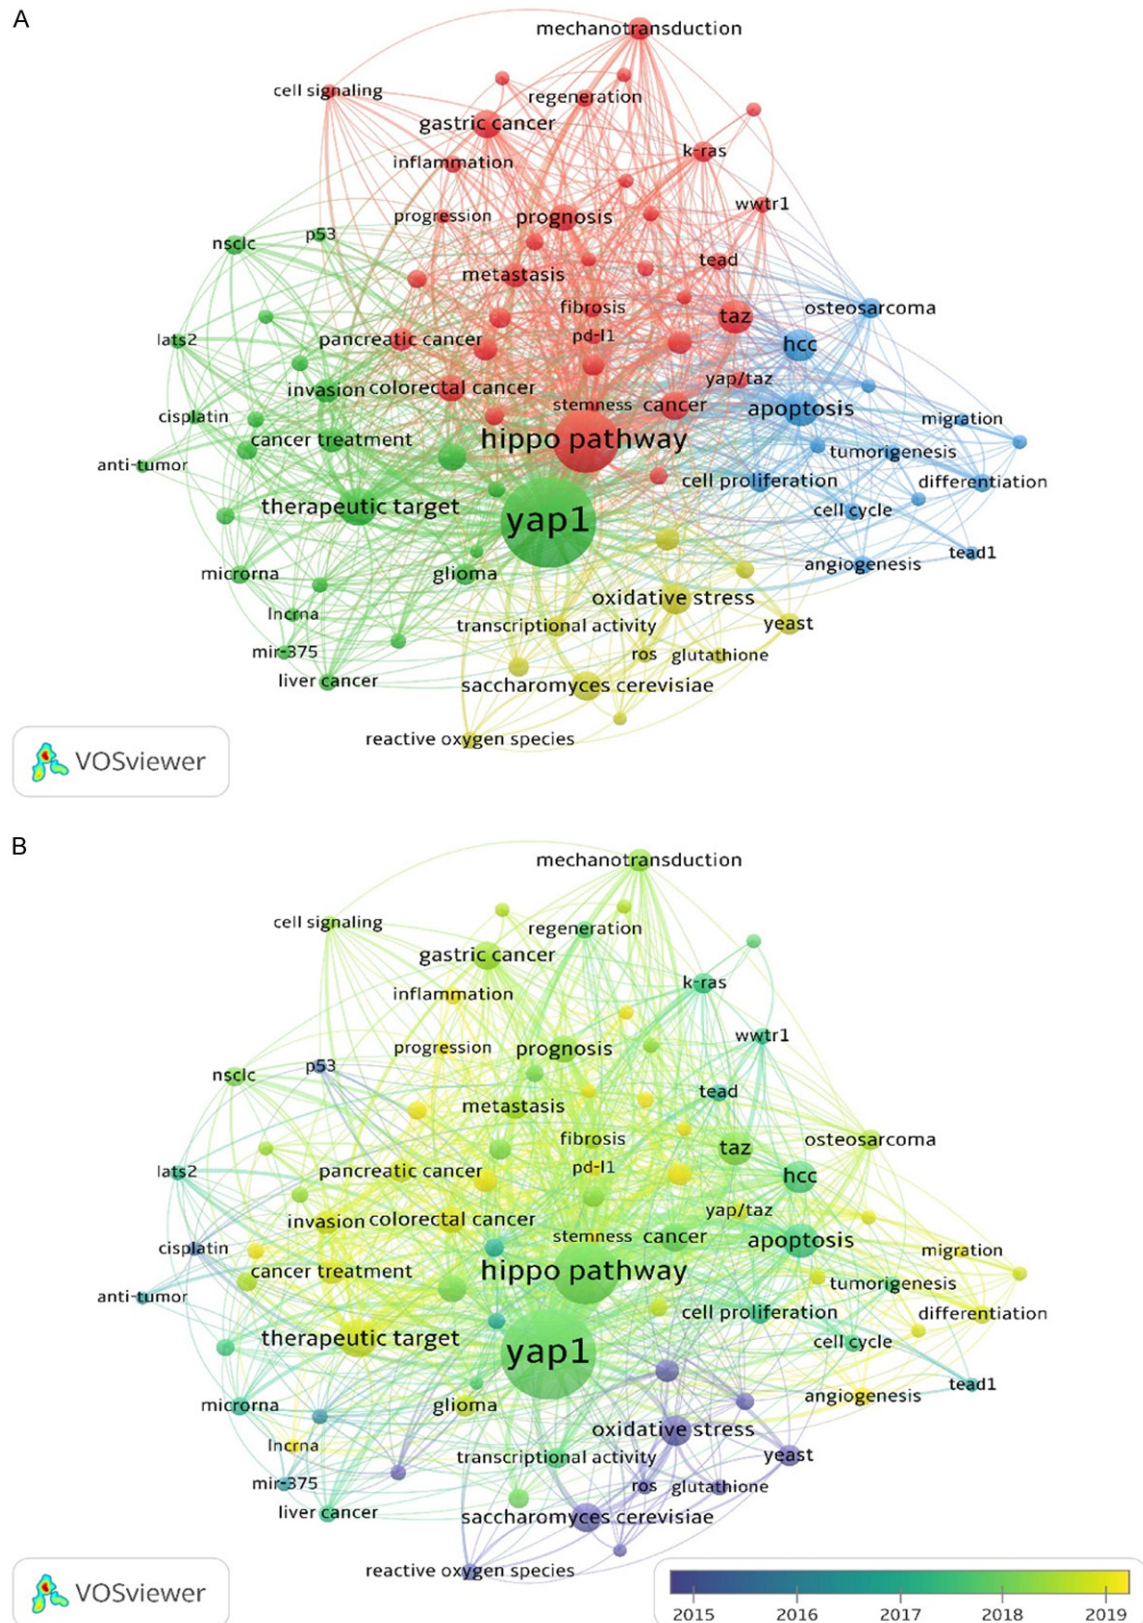 A
mechanotransduction
cell signaling
regeneration
gastric cancer
k-ras
inflammation
wwtr1
progression
prognosis
p53
nsclc
tead
metastasis
fibrosis
osteosarcoma
taz
pd-l1
lats2
pancreatic cancer
hcc
yap/taz
invasion
colorectal cancer
stemness
cancer
apoptosis
cisplatin
migration
cancer treatment
hippo pathway
tumorigenesis
anti-tumor
cell proliferation
differentiation
therapeutic target
cell cycle
yap1
tead1
angiogenesis
microrna
glioma
oxidative stress
lncrna
transcriptional activity
yeast
mir-375
ros
glutathione
liver cancer
saccharomyces cerevisiae
reactive oxygen species
VOSviewer
B
mechanotransduction
cell signaling
regeneration
gastric cancer
k-ras
inflammation
wwtr1
progression
prognosis
p53
nsclc
tead
metastasis
fibrosis
osteosarcoma
taz
pd-l1
lats2
pancreatic cancer
hcc
yap/taz
invasion
colorectal cancer
stemness
cancer
apoptosis
cisplatin
migration
cancer treatment
hippo pathway
tumorigenesis
anti-tumor
cell proliferation
differentiation
therapeutic target
cell cycle
yap1
tead1
angiogenesis
microrna
glioma
oxidative stress
lncrna
transcriptional activity
yeast
mir-375
ros
glutathione
liver cancer
saccharomyces cerevisiae
reactive oxygen species
VOSviewer
2015 2016 2017 2018 2019